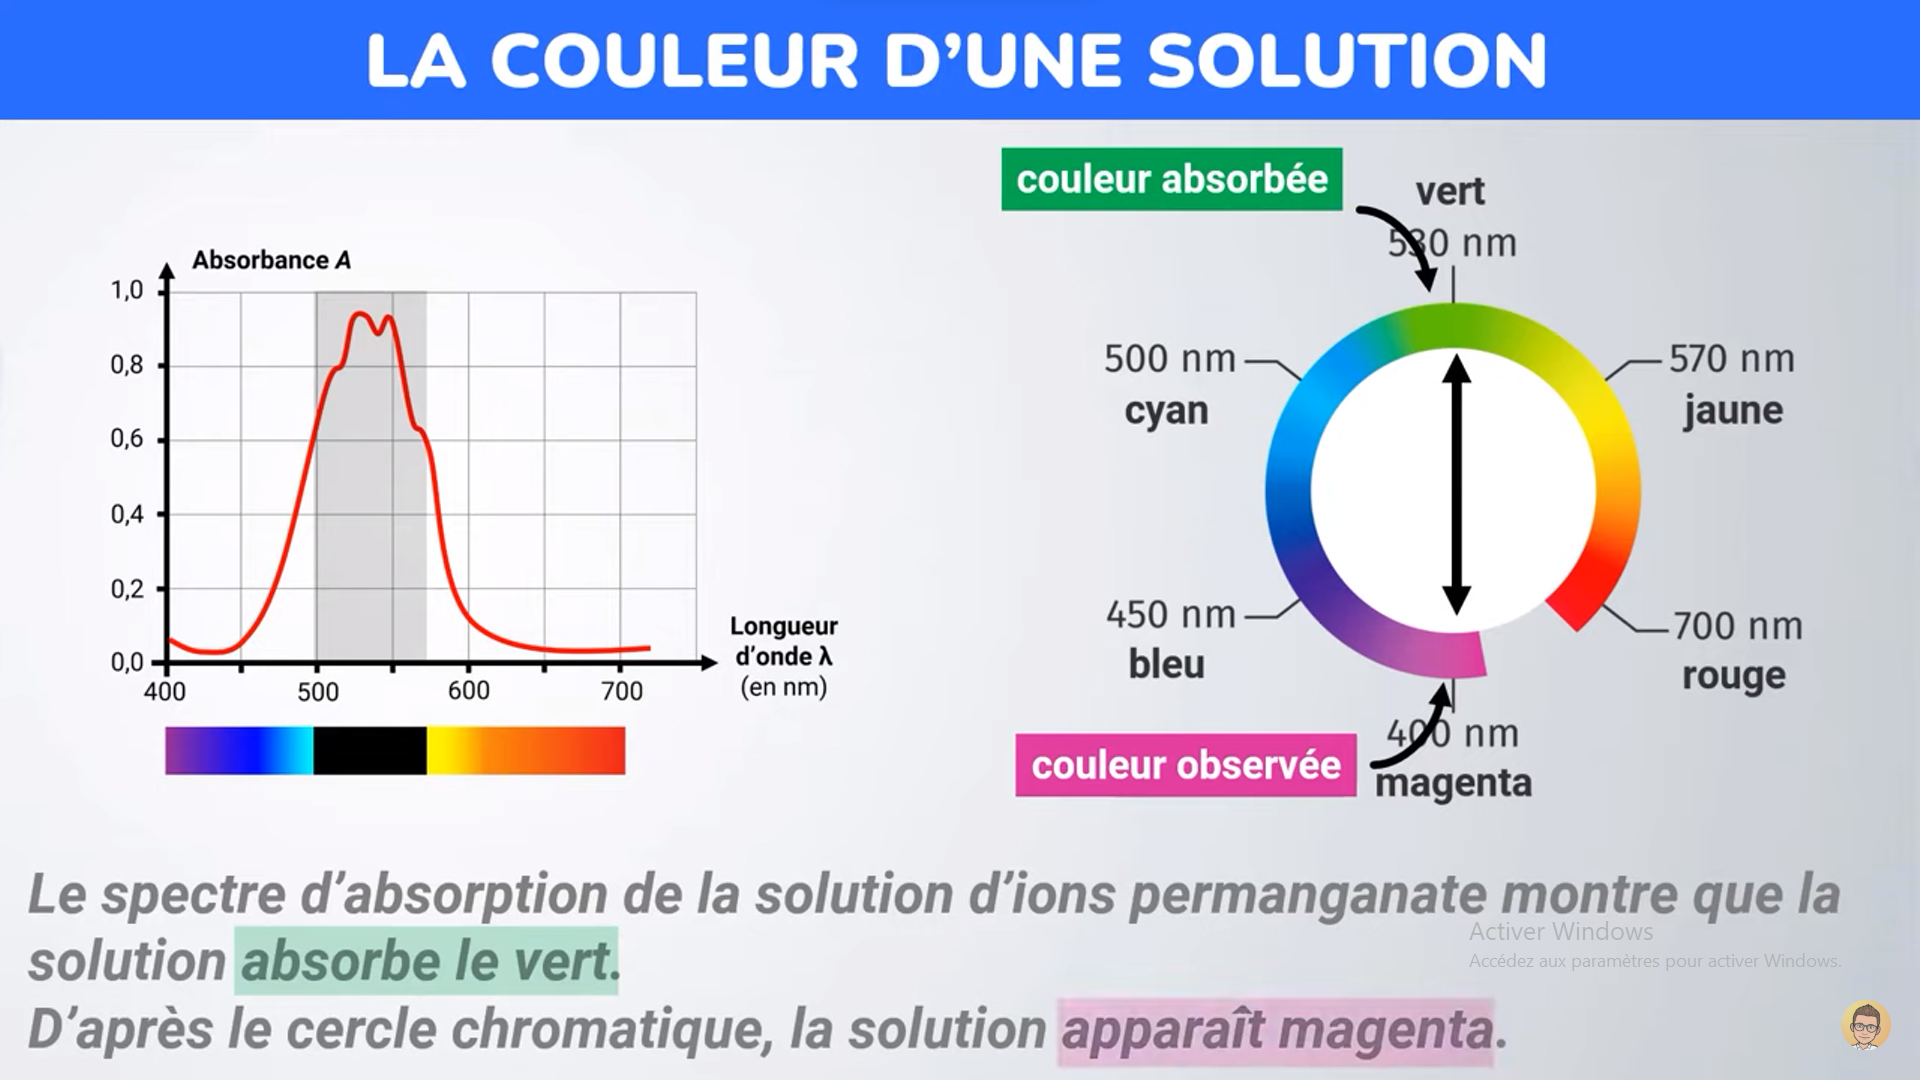 LA COULEUR D’UNE SOLUTION
couleur absorbée
vert
530 nm
Absorbance A
1,0
0,8
0,6
0,4
0,2
0,0
400
500
600
700
Longueur
d’onde λ
(en nm)
500 nm
cyan
570 nm
jaune
450 nm
bleu
700 nm
rouge
400 nm
magenta
couleur observée
Le spectre d’absorption de la solution d’ions permanganate montre que la
solution absorbe le vert.
D’après le cercle chromatique, la solution apparaît magenta.
Activer Windows
Accédez aux paramètres pour activer Windows.